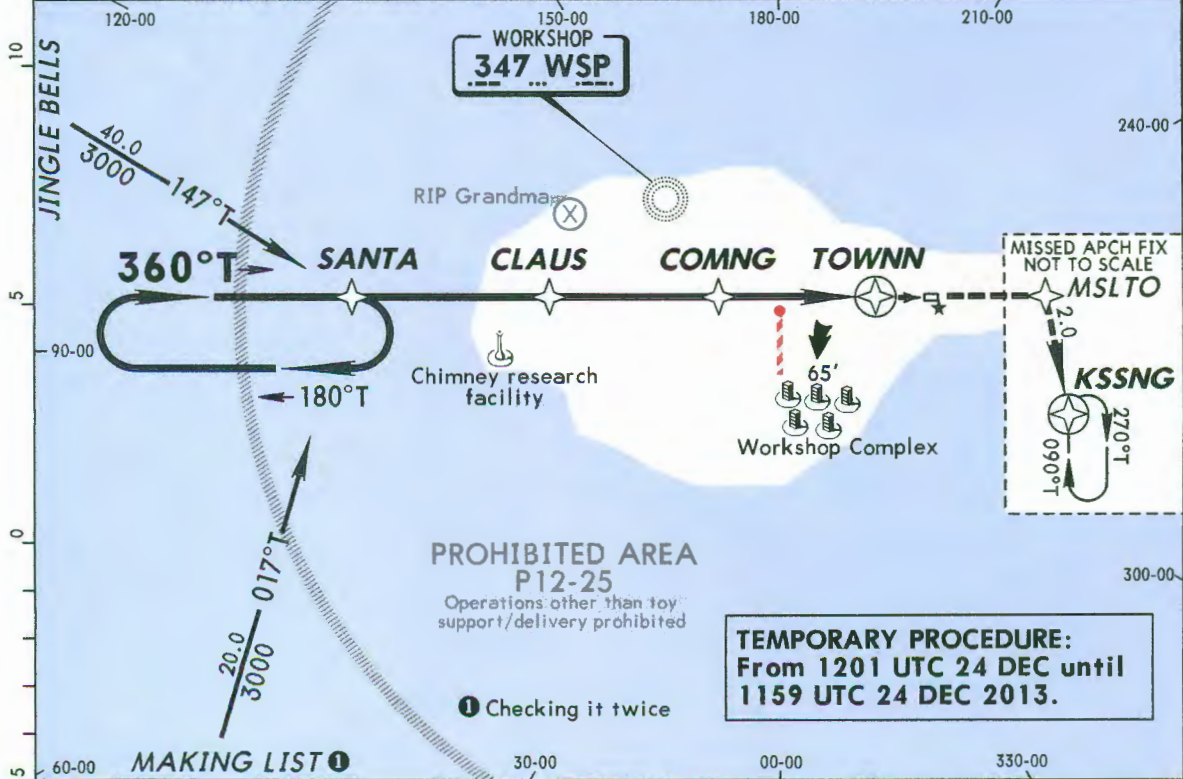 120-00
150-00
180-00
210-00
10
5
0
5
240-00
300-00
90-00
60-00
30-00
00-00
330-00
JINGLE BELLS
WORKSHOP
347 WSP
40.0
3000
147°T
RIP Grandma
X
360°T
SANTA
CLAUS
COMNG
TOWNN
MISSED APCH FIX
NOT TO SCALE
MSLTO
2.0
KSSNG
270°T
090°T
180°T
Chimney research
facility
65'
Workshop Complex
017°T
20.0
3000
PROHIBITED AREA
P12-25
Operations other than toy
support/delivery prohibited
TEMPORARY PROCEDURE:
From 1201 UTC 24 DEC until
1159 UTC 24 DEC 2013.
❶ Checking it twice
MAKING LIST ❶